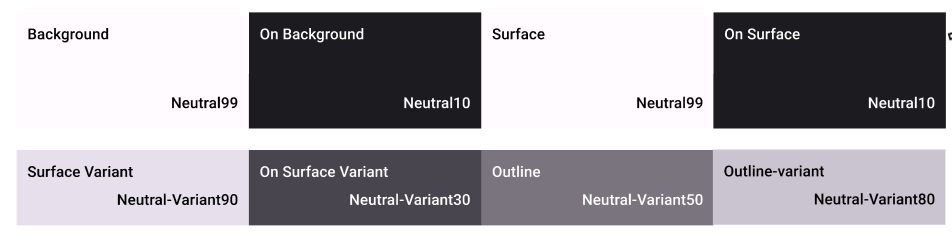 Background
Neutral99
On Background
Neutral10
Surface
Neutral99
On Surface
Neutral10
Surface Variant
Neutral-Variant90
On Surface Variant
Neutral-Variant30
Outline
Neutral-Variant50
Outline-variant
Neutral-Variant80